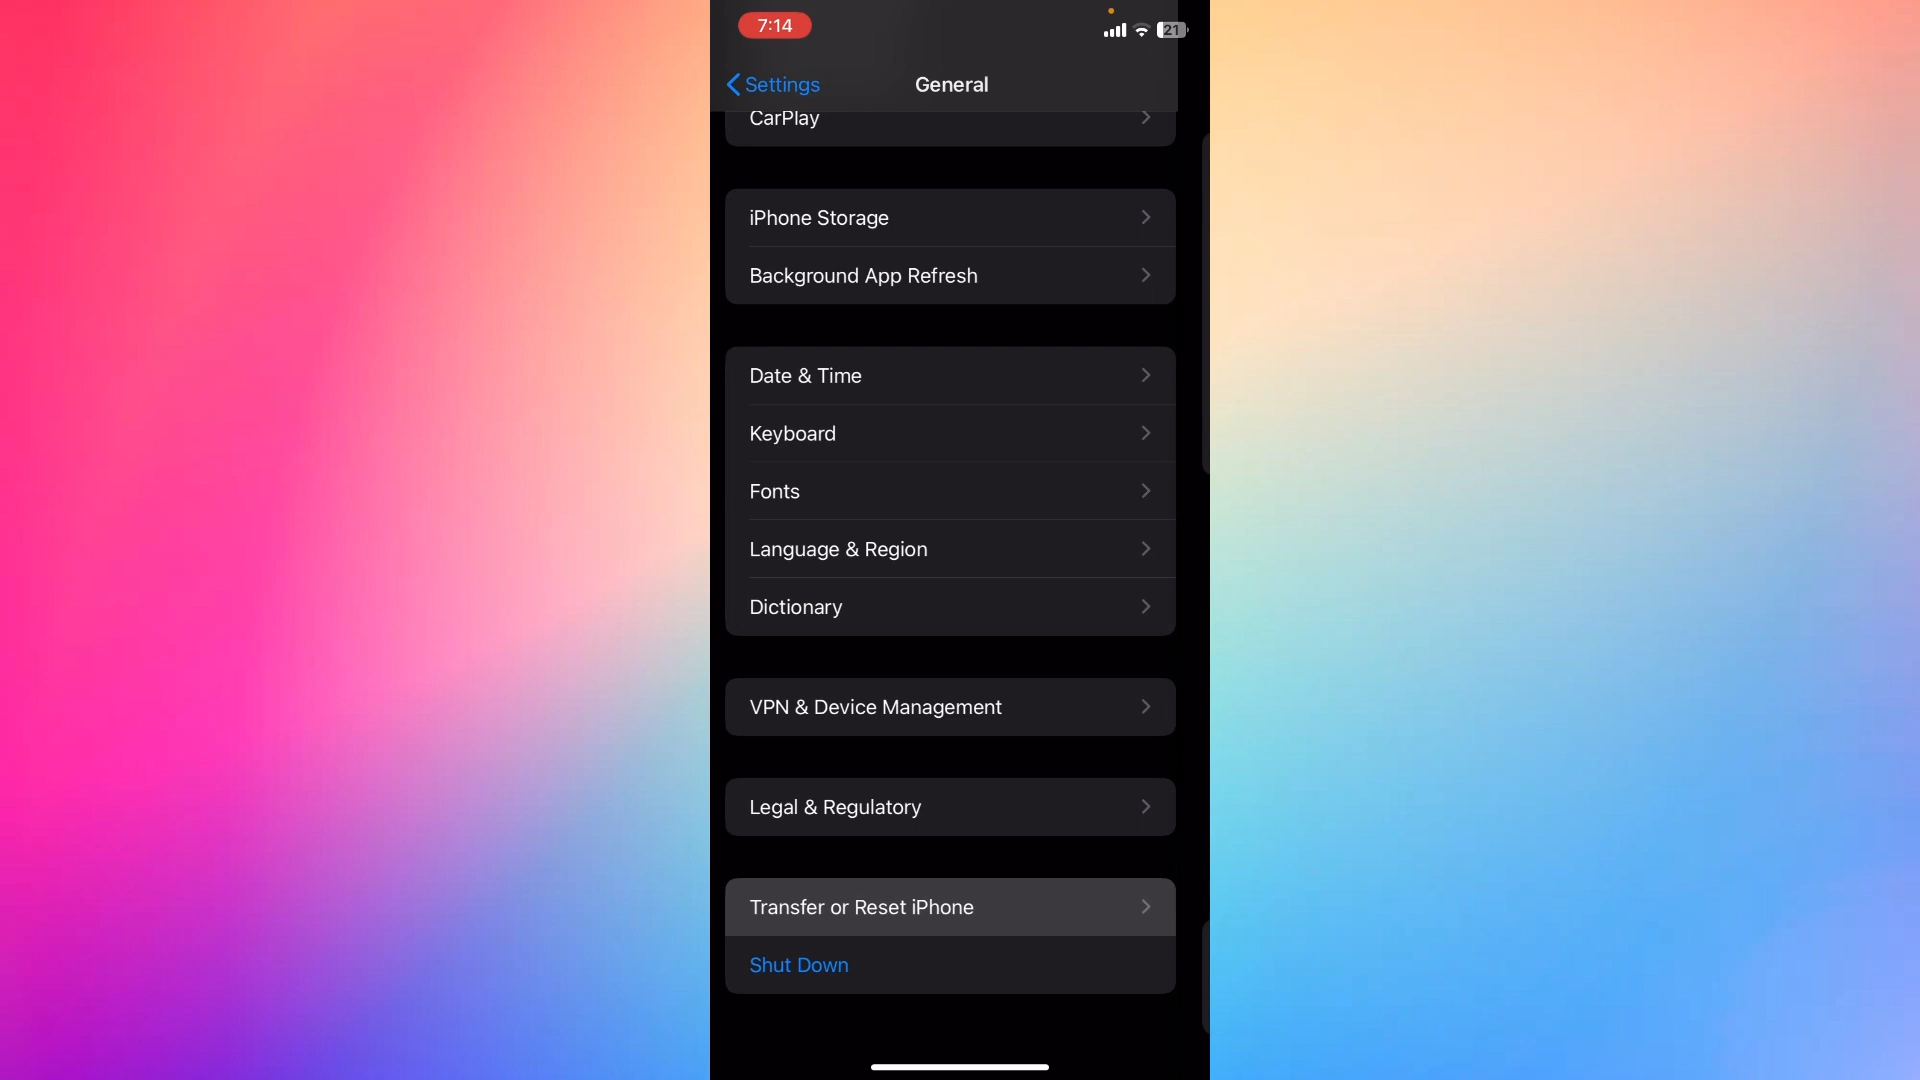 7:14
21
Settings
General
CarPlay
iPhone Storage
Background App Refresh
Date & Time
Keyboard
Fonts
Language & Region
Dictionary
VPN & Device Management
Legal & Regulatory
Transfer or Reset iPhone
Shut Down